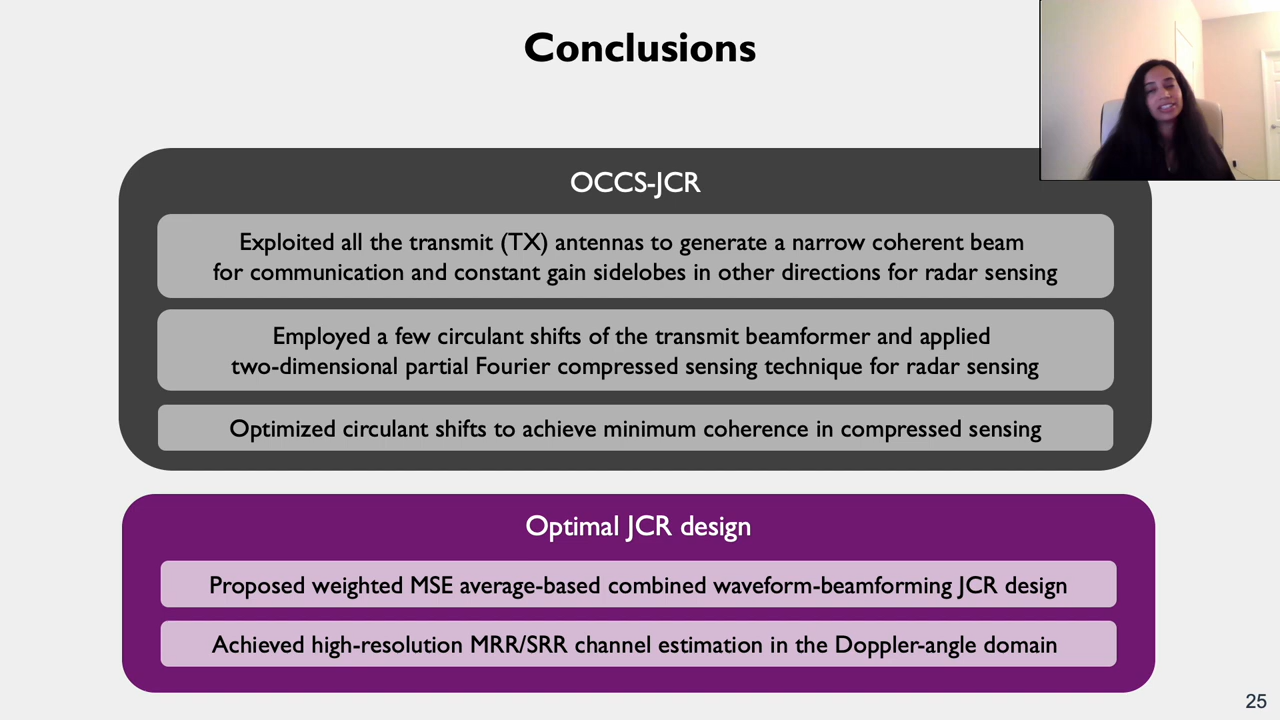 Conclusions
OCCS-JCR
Exploited all the transmit (TX) antennas to generate a narrow coherent beam
for communication and constant gain sidelobes in other directions for radar sensing
Employed a few circulant shifts of the transmit beamformer and applied
two-dimensional partial Fourier compressed sensing technique for radar sensing
Optimized circulant shifts to achieve minimum coherence in compressed sensing
Optimal JCR design
Proposed weighted MSE average-based combined waveform-beamforming JCR design
Achieved high-resolution MRR/SRR channel estimation in the Doppler-angle domain
25